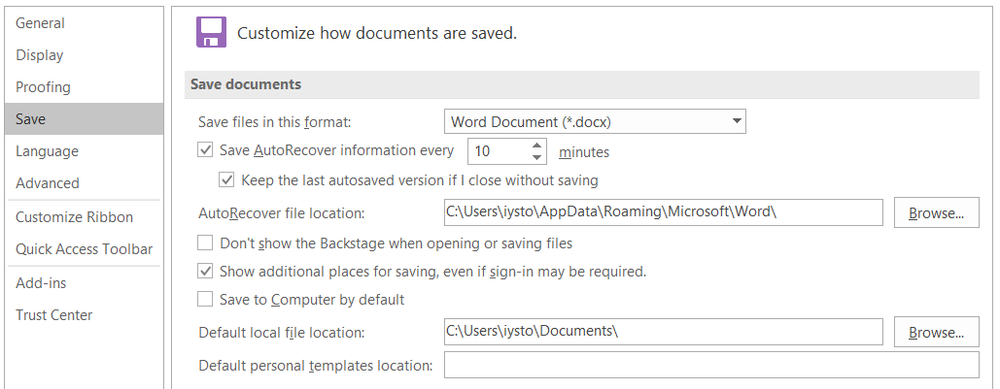 General
Display
Proofing
Save
Language
Advanced
Customize Ribbon
Quick Access Toolbar
Add-ins
Trust Center
Customize how documents are saved.
Save documents
Save files in this format: Word Document (*.docx)
Save AutoRecover information every 10 minutes
Keep the last autosaved version if I close without saving
AutoRecover file location: C:\Users\iysto\AppData\Roaming\Microsoft\Word\ Browse...
Don't show the Backstage when opening or saving files
Show additional places for saving, even if sign-in may be required.
Save to Computer by default
Default local file location: C:\Users\iysto\Documents\ Browse...
Default personal templates location: